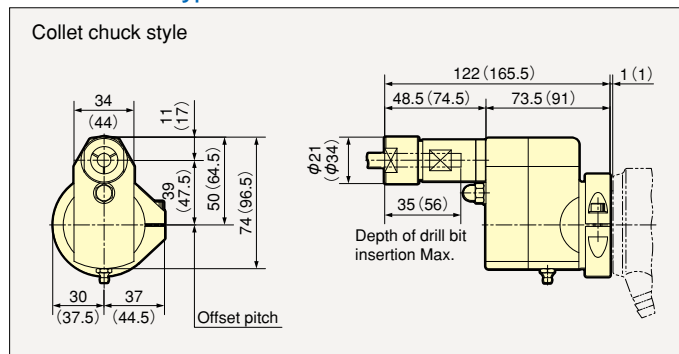 Collet chuck style
34
(44)
11
(17)
39
(47.5)
50 (64.5)
74 (96.5)
30
(37.5)
37
(44.5)
Offset pitch
122 (165.5)
1 (1)
48.5 (74.5)
73.5 (91)
φ21
(φ34)
35 (56)
Depth of drill bit
insertion Max.